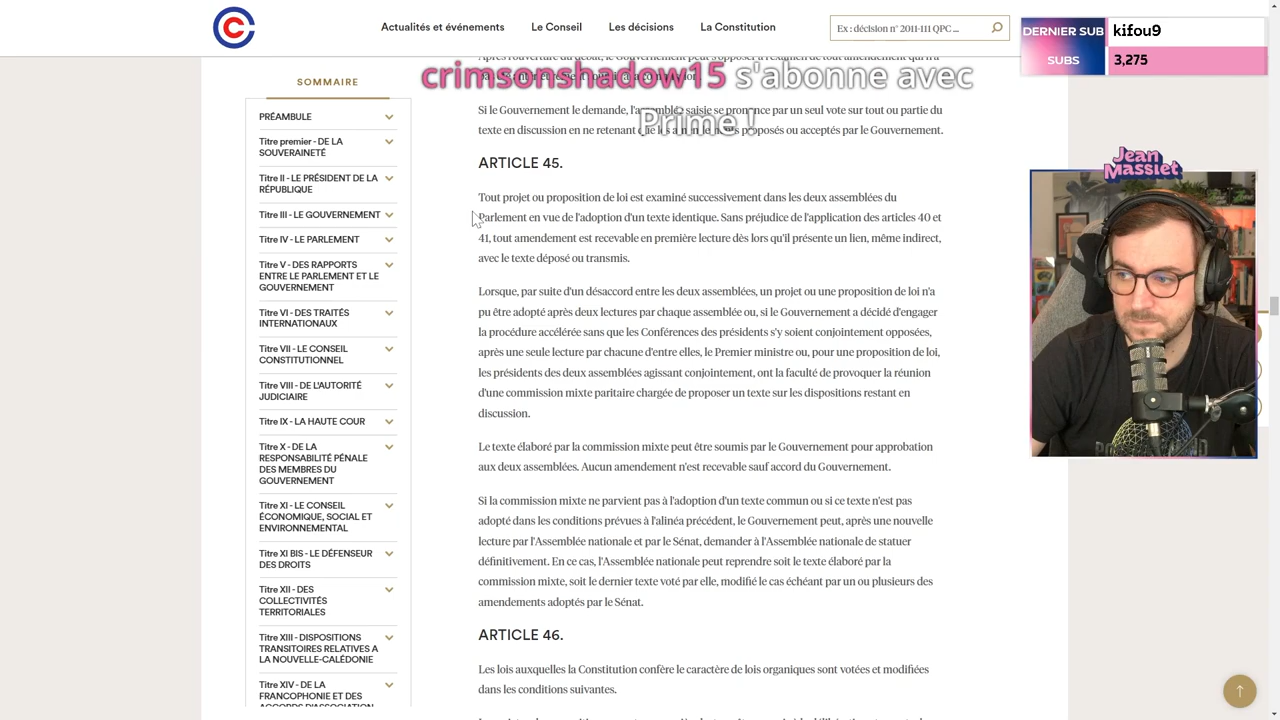 Actualités et événements
Le Conseil
Les décisions
La Constitution
Ex : décision n° 2011-111 QPC ...
DERNIER SUB
kifou9
SUBS
3,275
crimsonshadow15 s'abonne avec
Prime !
SOMMAIRE
PRÉAMBULE
Titre premier - DE LA
SOUVERAINETÉ
Titre II - LE PRÉSIDENT DE LA
RÉPUBLIQUE
Titre III - LE GOUVERNEMENT
Titre IV - LE PARLEMENT
Titre V - DES RAPPORTS
ENTRE LE PARLEMENT ET LE
GOUVERNEMENT
Titre VI - DES TRAITÉS
INTERNATIONAUX
Titre VII - LE CONSEIL
CONSTITUTIONNEL
Titre VIII - DE L'AUTORITÉ
JUDICIAIRE
Titre IX - LA HAUTE COUR
Titre X - DE LA
RESPONSABILITÉ PÉNALE
DES MEMBRES DU
GOUVERNEMENT
Titre XI - LE CONSEIL
ÉCONOMIQUE, SOCIAL ET
ENVIRONNEMENTAL
Titre XI BIS - LE DÉFENSEUR
DES DROITS
Titre XII - DES
COLLECTIVITÉS
TERRITORIALES
Titre XIII - DISPOSITIONS
TRANSITOIRES RELATIVES A
LA NOUVELLE-CALÉDONIE
Titre XIV - DE LA
FRANCOPHONIE ET DES
ACCORDS D'ASSOCIATION
Si le Gouvernement le demande, l'assemblée saisie se prononce par un seul vote sur tout ou partie du
texte en discussion en ne retenant que les amendements proposés ou acceptés par le Gouvernement.
ARTICLE 45.
Tout projet ou proposition de loi est examiné successivement dans les deux assemblées du
Parlement en vue de l'adoption d'un texte identique. Sans préjudice de l'application des articles 40 et
41, tout amendement est recevable en première lecture dès lors qu'il présente un lien, même indirect,
avec le texte déposé ou transmis.
Lorsque, par suite d'un désaccord entre les deux assemblées, un projet ou une proposition de loi n'a
pu être adopté après deux lectures par chaque assemblée ou, si le Gouvernement a décidé d'engager
la procédure accélérée sans que les Conférences des présidents s'y soient conjointement opposées,
après une seule lecture par chacune d'entre elles, le Premier ministre ou, pour une proposition de loi,
les présidents des deux assemblées agissant conjointement, ont la faculté de provoquer la réunion
d'une commission mixte paritaire chargée de proposer un texte sur les dispositions restant en
discussion.
Le texte élaboré par la commission mixte peut être soumis par le Gouvernement pour approbation
aux deux assemblées. Aucun amendement n'est recevable sauf accord du Gouvernement.
Si la commission mixte ne parvient pas à l'adoption d'un texte commun ou si ce texte n'est pas
adopté dans les conditions prévues à l'alinéa précédent, le Gouvernement peut, après une nouvelle
lecture par l'Assemblée nationale et par le Sénat, demander à l'Assemblée nationale de statuer
définitivement. En ce cas, l'Assemblée nationale peut reprendre soit le texte élaboré par la
commission mixte, soit le dernier texte voté par elle, modifié le cas échéant par un ou plusieurs des
amendements adoptés par le Sénat.
ARTICLE 46.
Les lois auxquelles la Constitution confère le caractère de lois organiques sont votées et modifiées
dans les conditions suivantes.
Jean
Massiet